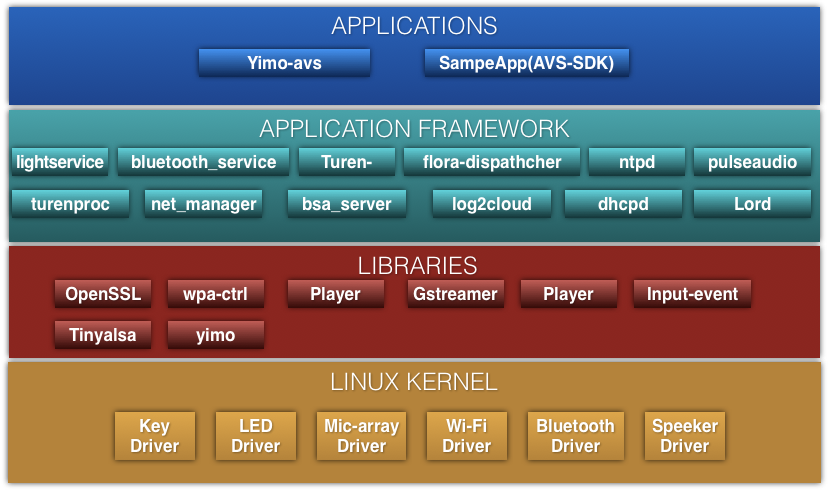 APPLICATIONS
Yimo-avs SampeApp(AVS-SDK)
APPLICATION FRAMEWORK
lightservice bluetooth_service Turen- flora-dispathcher ntpd pulseaudio
turenproc net_manager bsa_server log2cloud dhcpd Lord
LIBRARIES
OpenSSL wpa-ctrl Player Gstreamer Player Input-event
Tinyalsa yimo
LINUX KERNEL
Key LED Mic-array Wi-Fi Bluetooth Speeker
Driver Driver Driver Driver Driver Driver